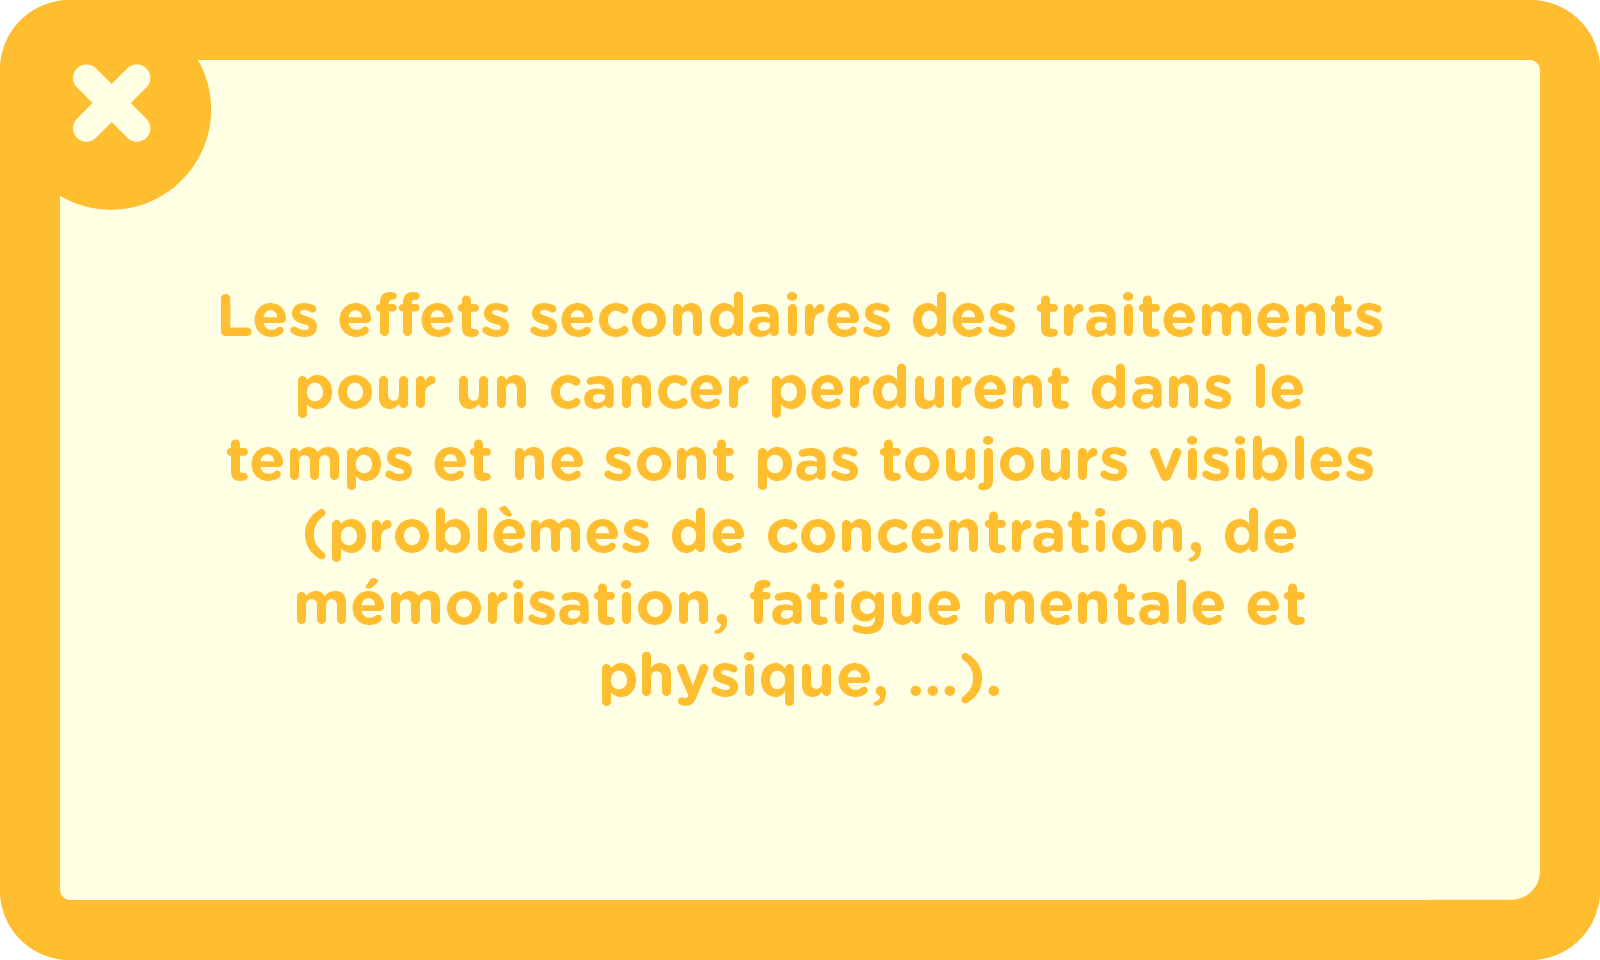 Les effets secondaires des traitements
pour un cancer perdurent dans le
temps et ne sont pas toujours visibles
(problèmes de concentration, de
mémorisation, fatigue mentale et
physique, ...).